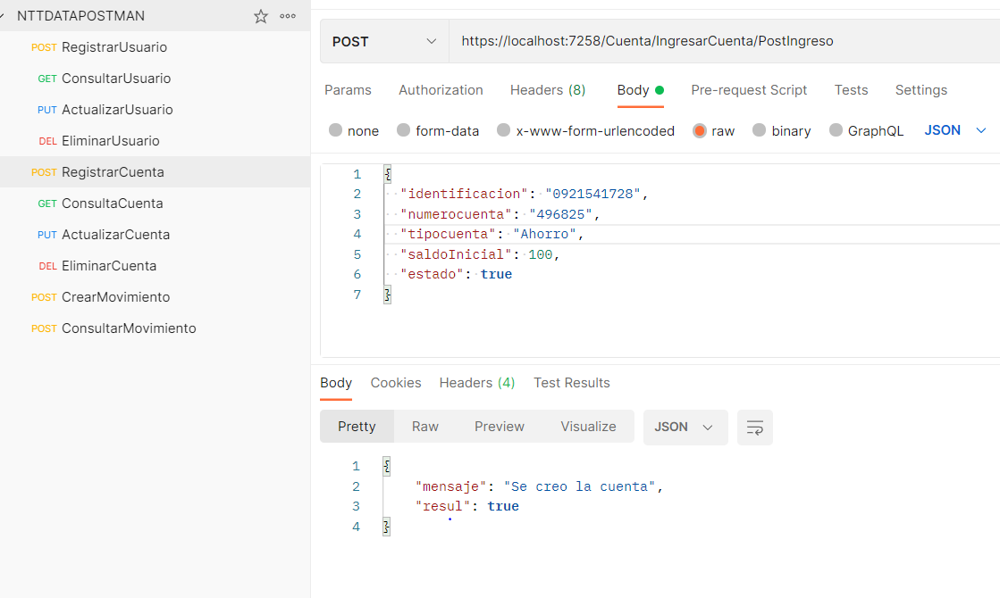 NTTDATAPOSTMAN
POST RegistrarUsuario
GET ConsultarUsuario
PUT ActualizarUsuario
DEL EliminarUsuario
POST RegistrarCuenta
GET ConsultaCuenta
PUT ActualizarCuenta
DEL EliminarCuenta
POST CrearMovimiento
POST ConsultarMovimiento
POST https://localhost:7258/Cuenta/IngresarCuenta/PostIngreso
Params Authorization Headers (8) Body Pre-request Script Tests Settings
none form-data x-www-form-urlencoded raw binary GraphQL JSON
1 {
2 "identificacion": "0921541728",
3 "numerocuenta": "496825",
4 "tipocuenta": "Ahorro",
5 "saldoInicial": 100,
6 "estado": true
7 }
Body Cookies Headers (4) Test Results
Pretty Raw Preview Visualize JSON
1 {
2 "mensaje": "Se creo la cuenta",
3 "resul": true
4 }